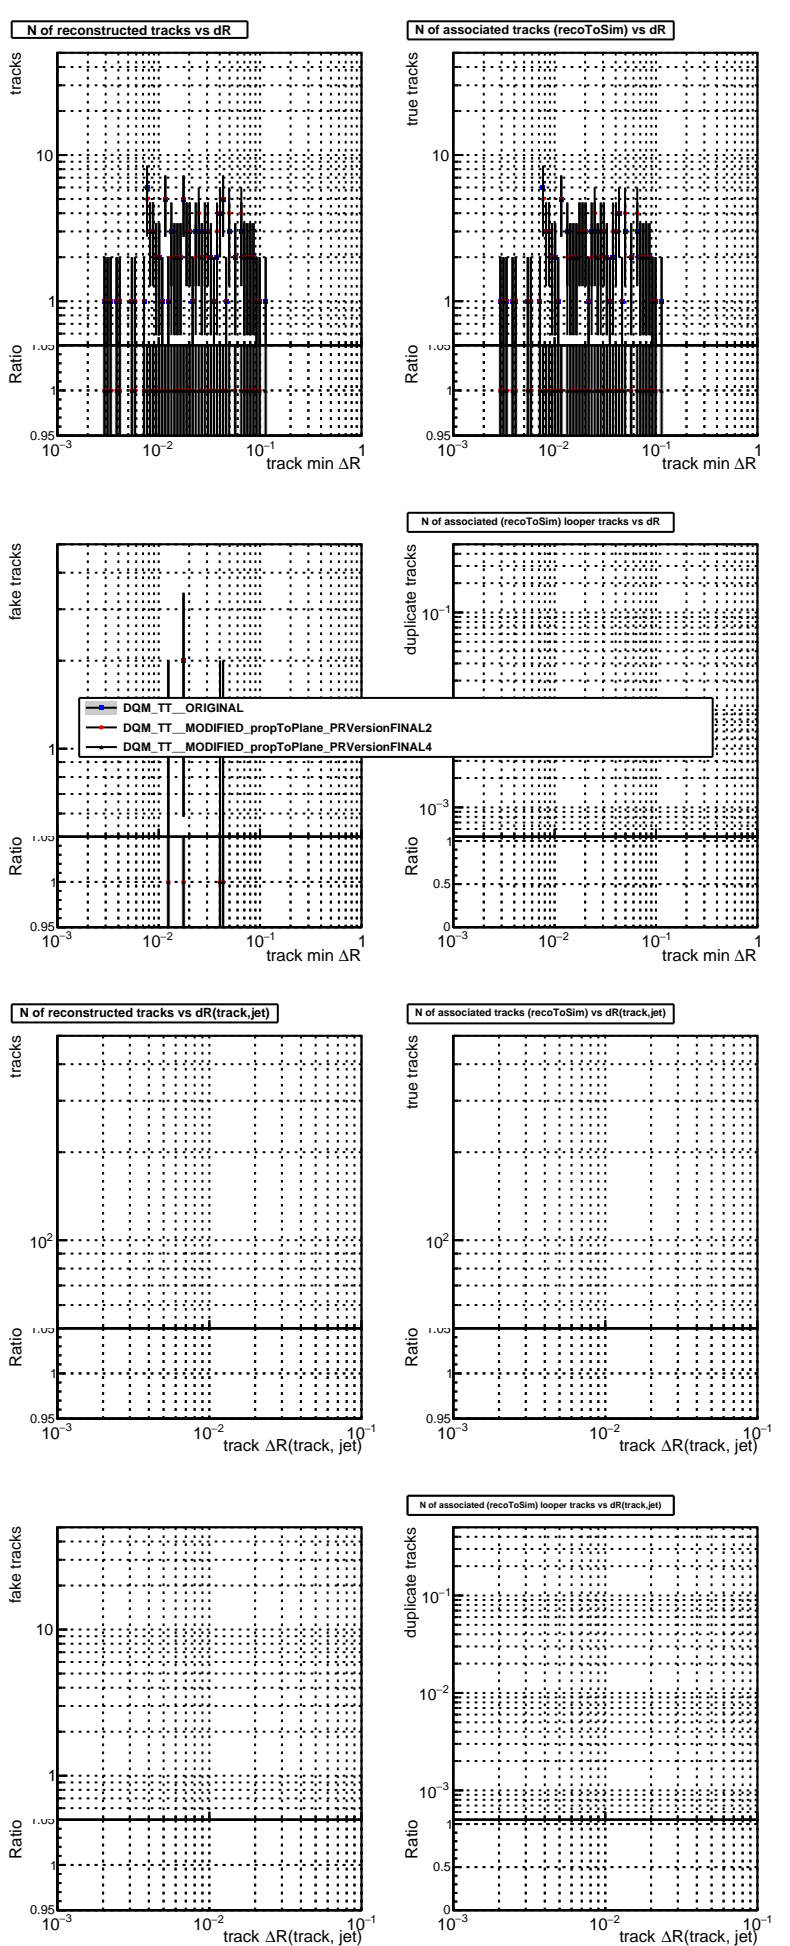 N of reconstructed tracks vs dR
tracks
10
1
1.05
Ratio
1
0.95
10−3 10−2 10−1 1
track min ΔR
N of associated tracks (recoToSim) vs dR
true tracks
10
1
1.05
Ratio
1
0.95
10−3 10−2 10−1 1
track min ΔR
fake tracks
1
1.05
Ratio
1
0.95
10−3 10−2 10−1 1
track min ΔR
N of associated (recoToSim) looper tracks vs dR
duplicate tracks
10−1
10−3
Ratio
1
0.5
0
10−3 10−2 10−1 1
track min ΔR
DQM_TT__ORIGINAL
DQM_TT__MODIFIED_propToPlane_PRVersionFINAL2
DQM_TT__MODIFIED_propToPlane_PRVersionFINAL4
N of reconstructed tracks vs dR(track,jet)
tracks
10²
1.05
Ratio
1
0.95
10−3 10−2 10−1
track ΔR(track, jet)
N of associated tracks (recoToSim) vs dR(track,jet)
true tracks
10²
1.05
Ratio
1
0.95
10−3 10−2 10−1
track ΔR(track, jet)
fake tracks
10
1
1.05
Ratio
1
0.95
10−3 10−2 10−1
track ΔR(track, jet)
N of associated (recoToSim) looper tracks vs dR(track,jet)
duplicate tracks
10−1
10−2
10−3
Ratio
1
0.5
0
10−3 10−2 10−1
track ΔR(track, jet)